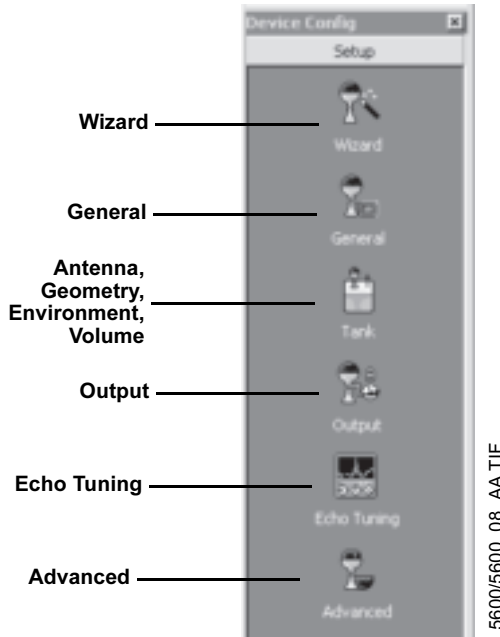 Device Config
Setup
Wizard
Wizard
General
General
Antenna,
Geometry,
Environment,
Volume
Tank
Output
Output
Echo Tuning
Echo Tuning
Advanced
Advanced
5600/5600_08_AA.TIF